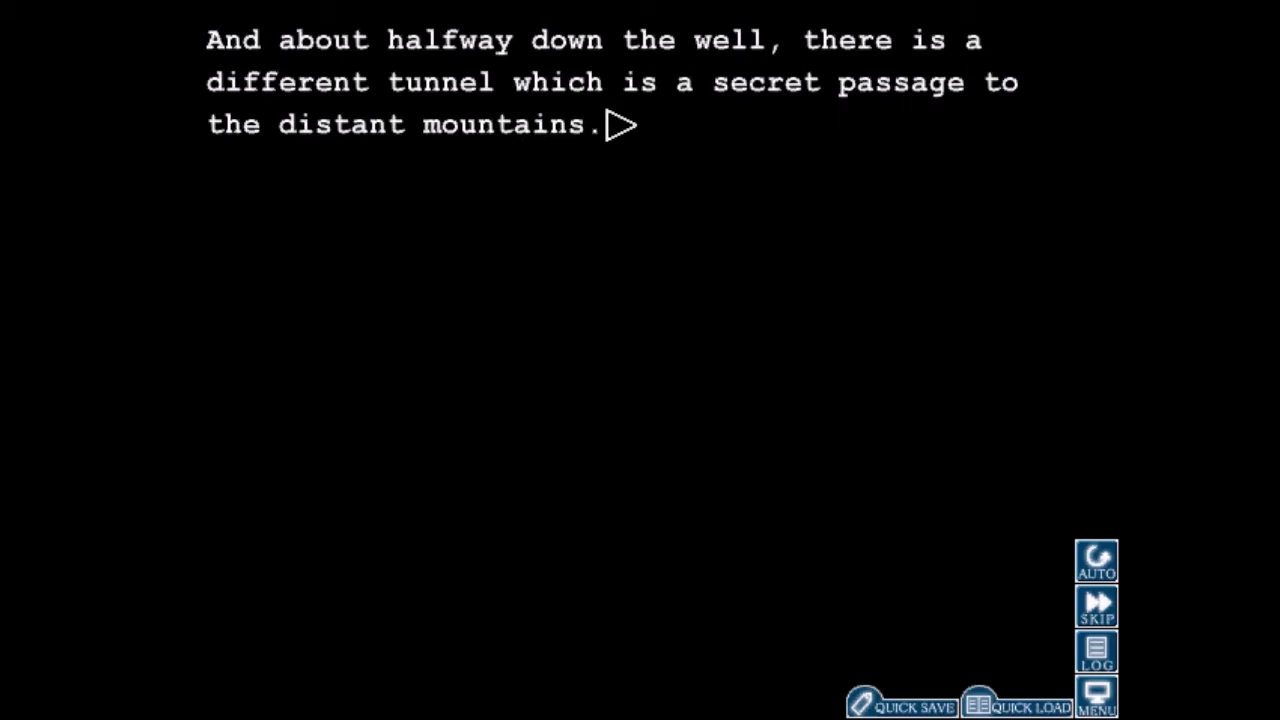 And about halfway down the well, there is a
different tunnel which is a secret passage to
the distant mountains.
AUTO
SKIP
LOG
QUICK SAVE
QUICK LOAD
MENU